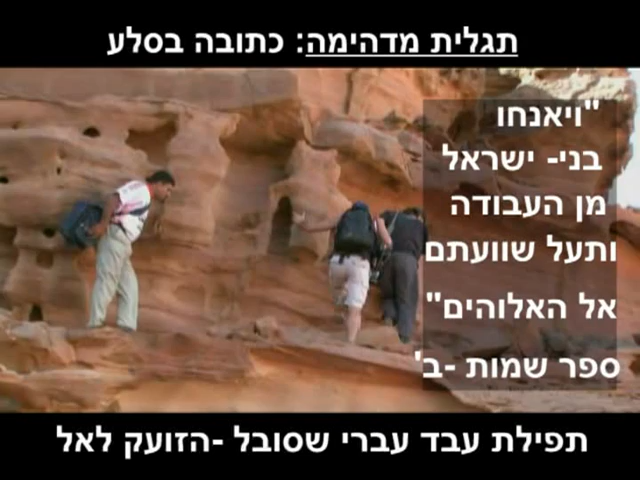 תגלית מדהימה: כתובה בסלע
"ויאנחו
בני- ישראל
מן העבודה
ותעל שוועתם
אל האלוהים"
ספר שמות -ב'
תפילת עבד עברי שסובל -הזועק לאל